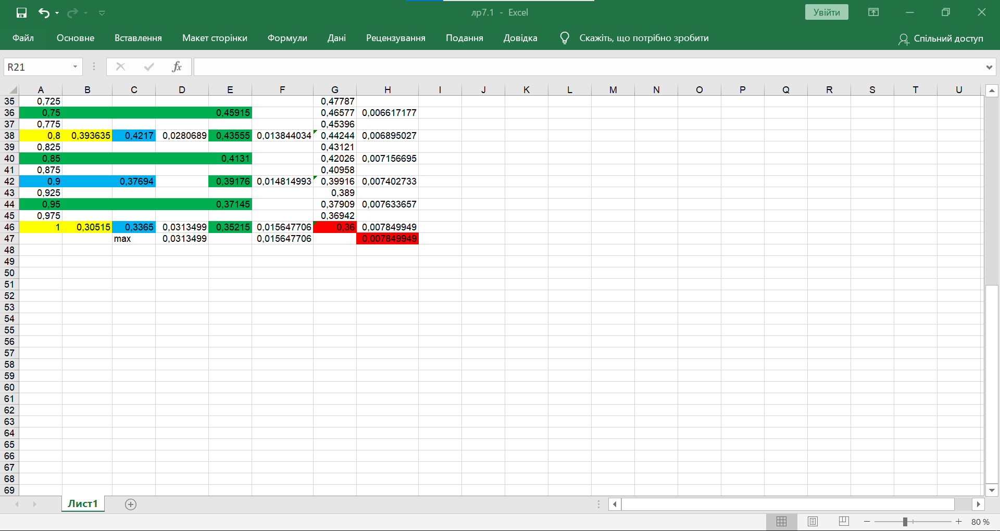 лр7.1 - Excel
Увійти
Файл Основне Вставлення Макет сторінки Формули Дані Рецензування Подання Довідка Скажіть, що потрібно зробити Спільний доступ
R21 fx
A B C D E F G H I J K L M N O P Q R S T U
35 0,725 0,47787
36 0,75 0,45915 0,46577 0,006617177
37 0,775 0,45396
38 0,8 0,393635 0,4217 0,0280689 0,43555 0,013844034 0,44244 0,006895027
39 0,825 0,43121
40 0,85 0,4131 0,42026 0,007156695
41 0,875 0,40958
42 0,9 0,37694 0,39176 0,014814993 0,39916 0,007402733
43 0,925 0,389
44 0,95 0,37145 0,37909 0,007633657
45 0,975 0,36942
46 1 0,30515 0,3365 0,0313499 0,35215 0,015647706 0,36 0,007849949
47 max 0,0313499 0,015647706 0,007849949
48
49
50
51
52
53
54
55
56
57
58
59
60
61
62
63
64
65
66
67
68
69
Лист1
80 %